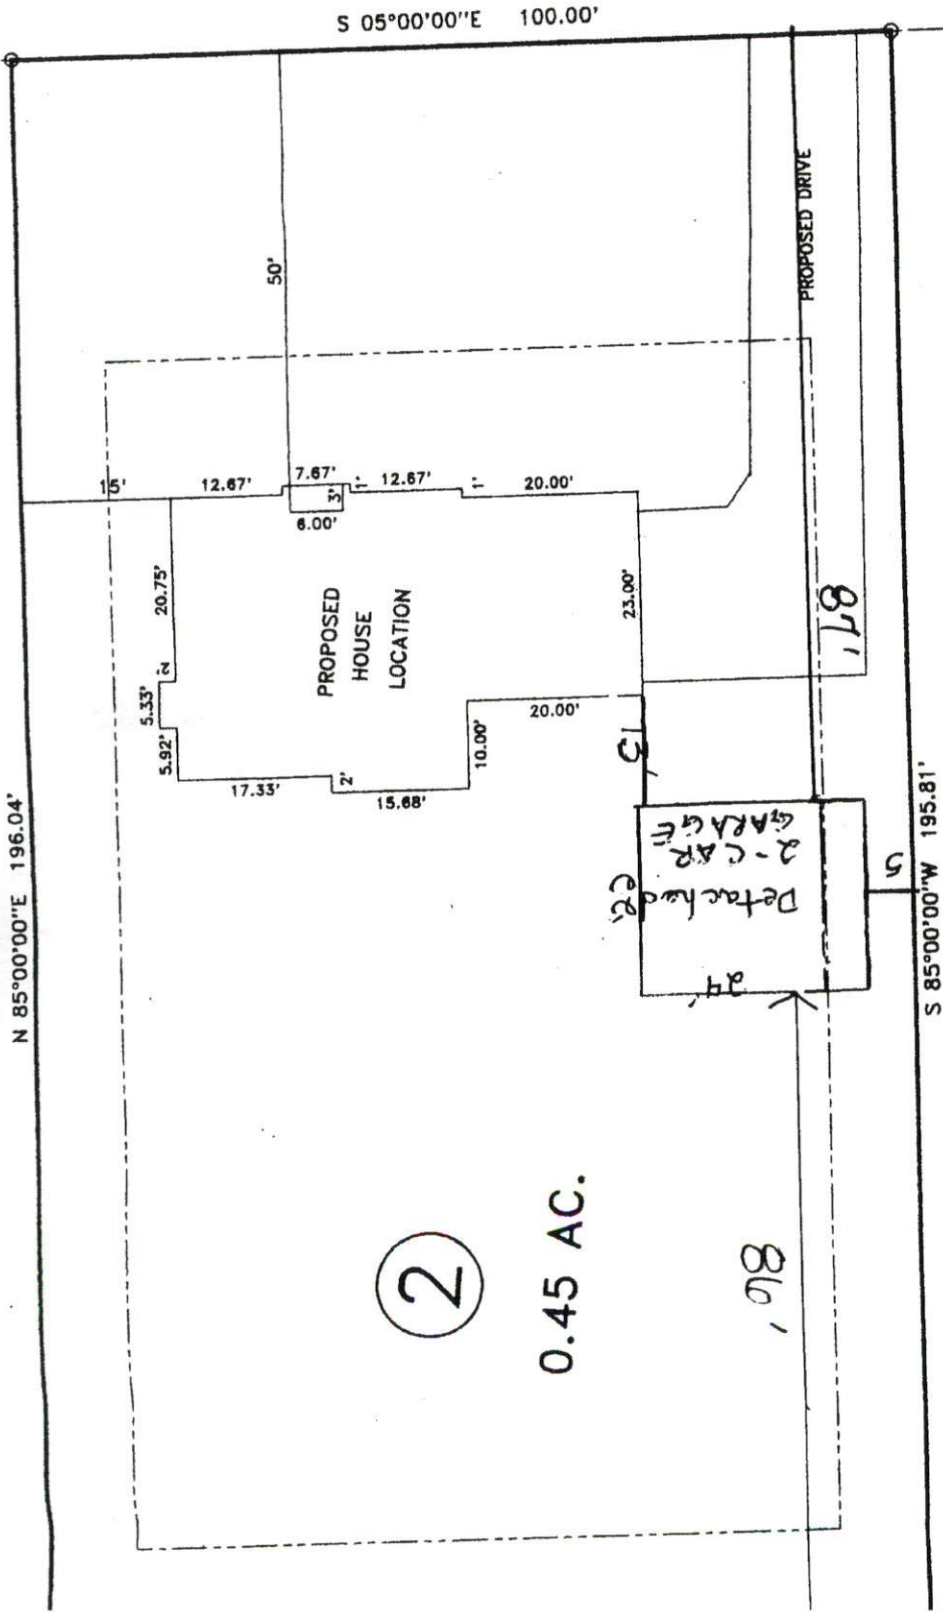 S 05°00'00"E 100.00'
50'
PROPOSED DRIVE
15'
12.67'
7.67'
3'
1'
12.67'
1'
20.00'
6.00'
20.75'
2'
5.33'
5.92'
PROPOSED
HOUSE
LOCATION
23.00'
87'
20.00'
10.00'
17.33'
2'
15.68'
13'
N 85°00'00"E 196.04'
Detached
2-CAR
GARAGE
22'
24'
5
S 85°00'00"W 195.81'
2
0.45 AC.
86'